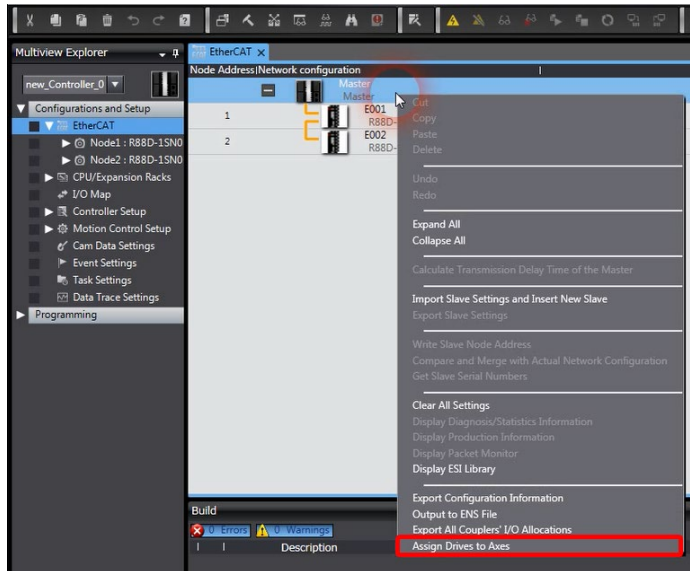 Multiview Explorer
EtherCAT
new_Controller_0
Configurations and Setup
EtherCAT
Node1 : R88D-1SN0
Node2 : R88D-1SN0
CPU/Expansion Racks
I/O Map
Controller Setup
Motion Control Setup
Cam Data Settings
Event Settings
Task Settings
Data Trace Settings
Programming
Node Address|Network configuration
Master
Master
1
E001
R88D-
2
E002
R88D-
Cut
Copy
Paste
Delete
Undo
Redo
Expand All
Collapse All
Calculate Transmission Delay Time of the Master
Import Slave Settings and Insert New Slave
Export Slave Settings
Write Slave Node Address
Compare and Merge with Actual Network Configuration
Get Slave Serial Numbers
Clear All Settings
Display Diagnosis/Statistics Information
Display Production Information
Display Packet Monitor
Display ESI Library
Export Configuration Information
Output to ENS File
Export All Couplers' I/O Allocations
Assign Drives to Axes
Build
0 Errors 0 Warnings
Description